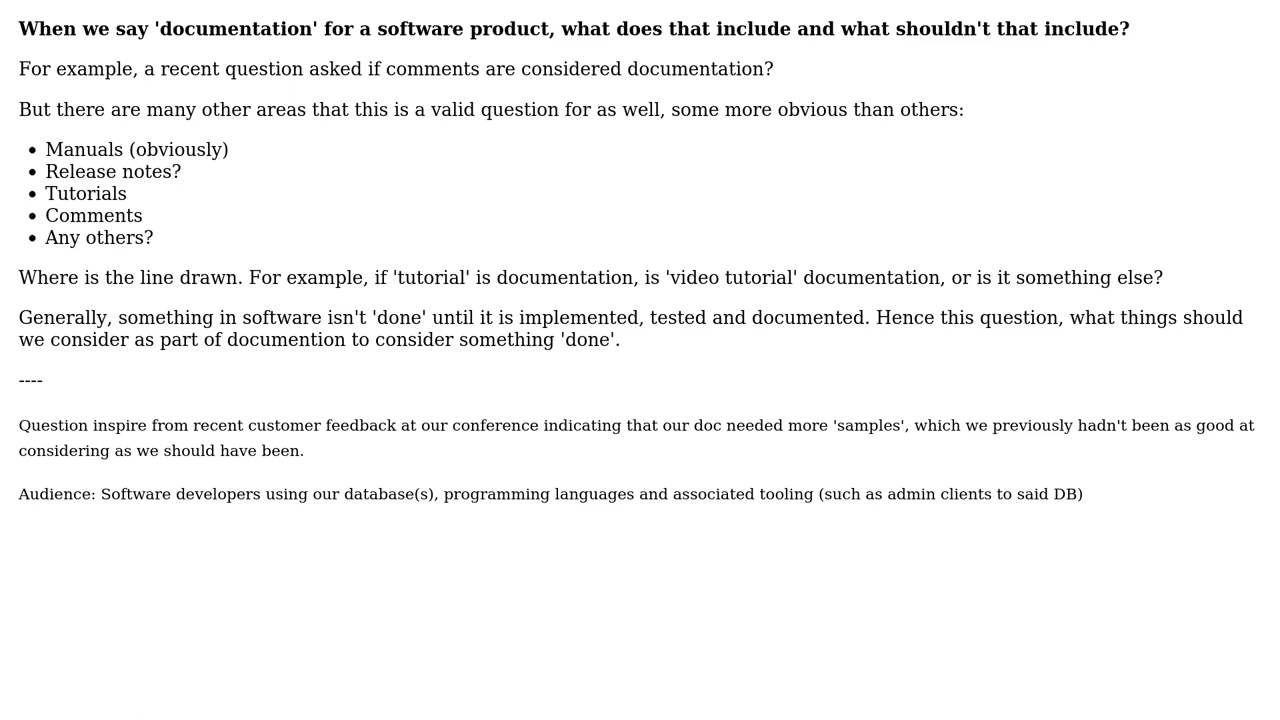 When we say 'documentation' for a software product, what does that include and what shouldn't that include?
For example, a recent question asked if comments are considered documentation?
But there are many other areas that this is a valid question for as well, some more obvious than others:
• Manuals (obviously)
• Release notes?
• Tutorials
• Comments
• Any others?
Where is the line drawn. For example, if 'tutorial' is documentation, is 'video tutorial' documentation, or is it something else?
Generally, something in software isn't 'done' until it is implemented, tested and documented. Hence this question, what things should
we consider as part of documention to consider something 'done'.
----
Question inspire from recent customer feedback at our conference indicating that our doc needed more 'samples', which we previously hadn't been as good at
considering as we should have been.
Audience: Software developers using our database(s), programming languages and associated tooling (such as admin clients to said DB)